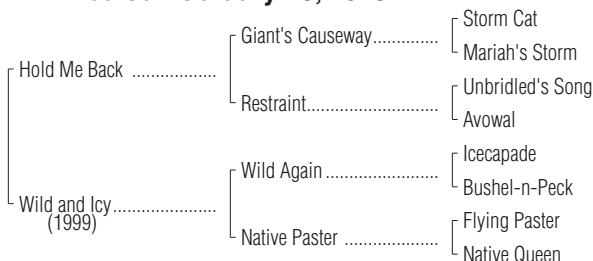 Storm Cat
Giant's Causeway
Mariah's Storm
Hold Me Back
Unbridled's Song
Restraint
Avowal
Icecapade
Wild Again
Bushel-n-Peck
Wild and Icy
(1999)
Flying Paster
Native Paster
Native Queen